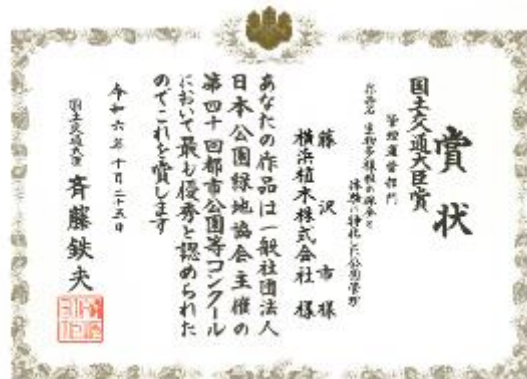 賞状
国土交通大臣賞
管理運営部門
作品名 生物多様性の保全と
体験に特化した公園管理
藤沢市様
横浜植木株式会社様
あなたの作品は一般社団法人
日本公園緑地協会主催の
第四十回都市公園等コンクール
において最も優秀と認められた
のでこれを賞します
令和六年十月二十五日
国土交通大臣 斉藤鉄夫